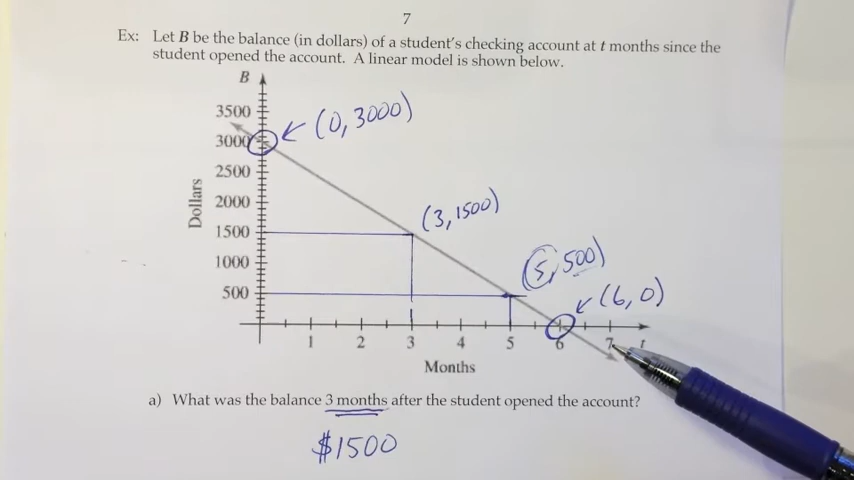 7
Ex: Let B be the balance (in dollars) of a student's checking account at t months since the
student opened the account. A linear model is shown below.
B
3500
3000
2500
2000
1500
1000
500
Dollars
(0, 3000)
(3, 1500)
(5, 500)
(6, 0)
1 2 3 4 5 6 7 t
Months
a) What was the balance 3 months after the student opened the account?
$1500